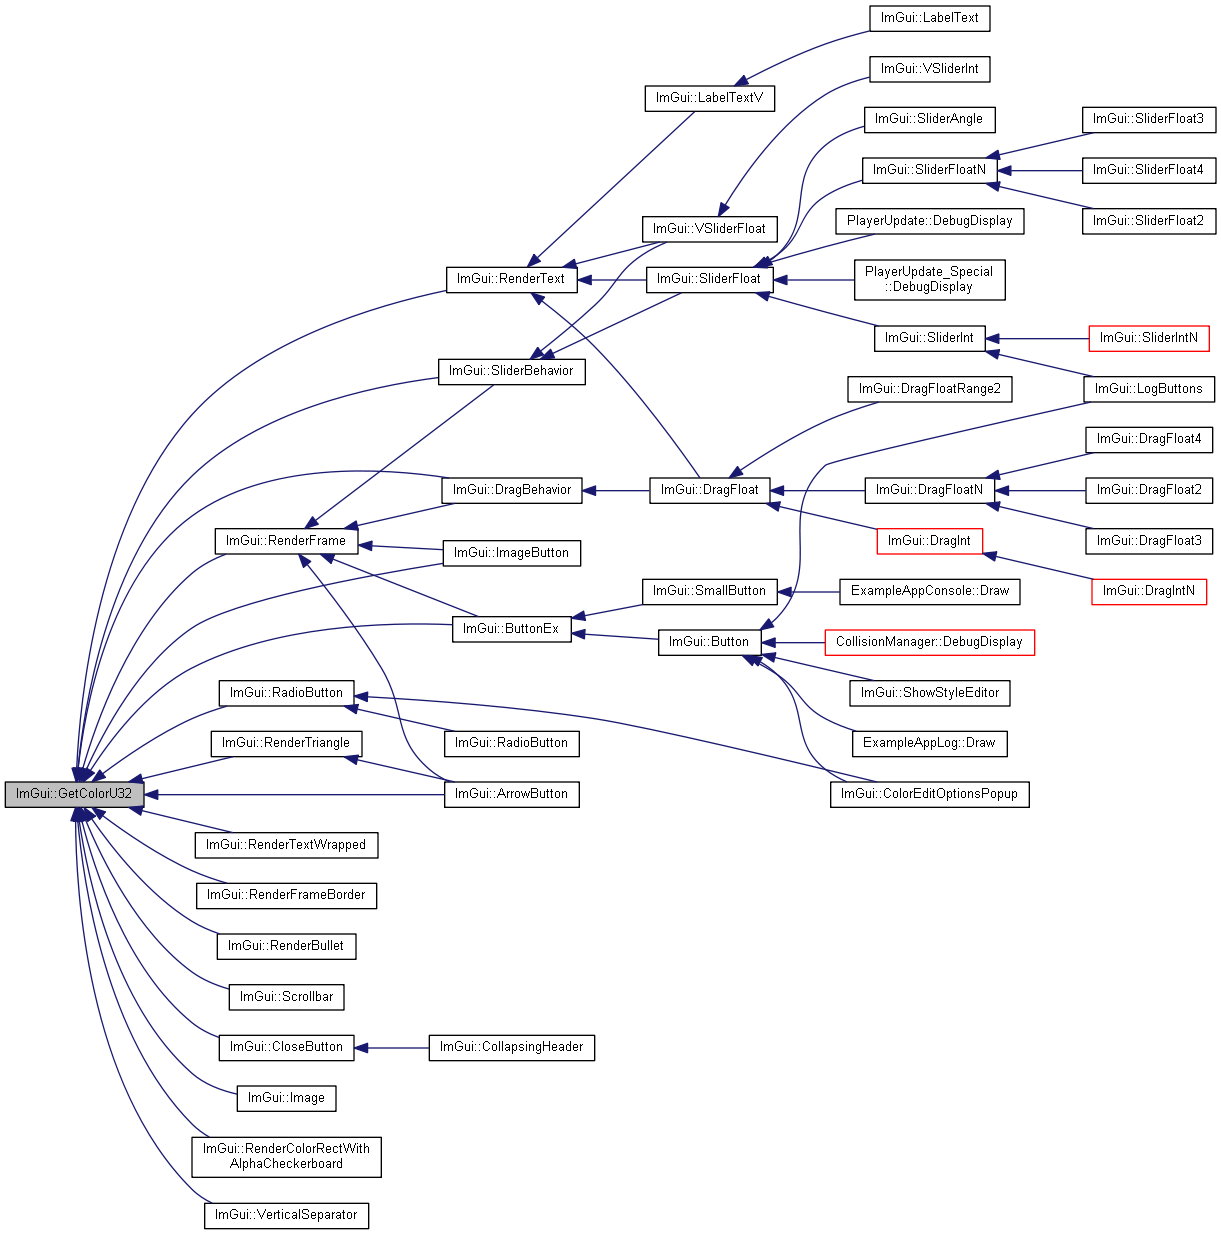 ImGui::LabelText
ImGui::VSliderInt
ImGui::LabelTextV
ImGui::SliderAngle
ImGui::SliderFloat3
ImGui::SliderFloatN
ImGui::SliderFloat4
ImGui::VSliderFloat
PlayerUpdate::DebugDisplay
ImGui::SliderFloat2
ImGui::RenderText
ImGui::SliderFloat
PlayerUpdate_Special
::DebugDisplay
ImGui::SliderInt
ImGui::SliderIntN
ImGui::SliderBehavior
ImGui::DragFloatRange2
ImGui::LogButtons
ImGui::DragFloat4
ImGui::DragBehavior
ImGui::DragFloat
ImGui::DragFloatN
ImGui::DragFloat2
ImGui::RenderFrame
ImGui::ImageButton
ImGui::DragInt
ImGui::DragFloat3
ImGui::SmallButton
ExampleAppConsole::Draw
ImGui::DragIntN
ImGui::ButtonEx
ImGui::Button
CollisionManager::DebugDisplay
ImGui::RadioButton
ImGui::ShowStyleEditor
ImGui::RenderTriangle
ImGui::RadioButton
ExampleAppLog::Draw
ImGui::GetColorU32
ImGui::ArrowButton
ImGui::ColorEditOptionsPopup
ImGui::RenderTextWrapped
ImGui::RenderFrameBorder
ImGui::RenderBullet
ImGui::Scrollbar
ImGui::CloseButton
ImGui::CollapsingHeader
ImGui::Image
ImGui::RenderColorRectWith
AlphaCheckerboard
ImGui::VerticalSeparator